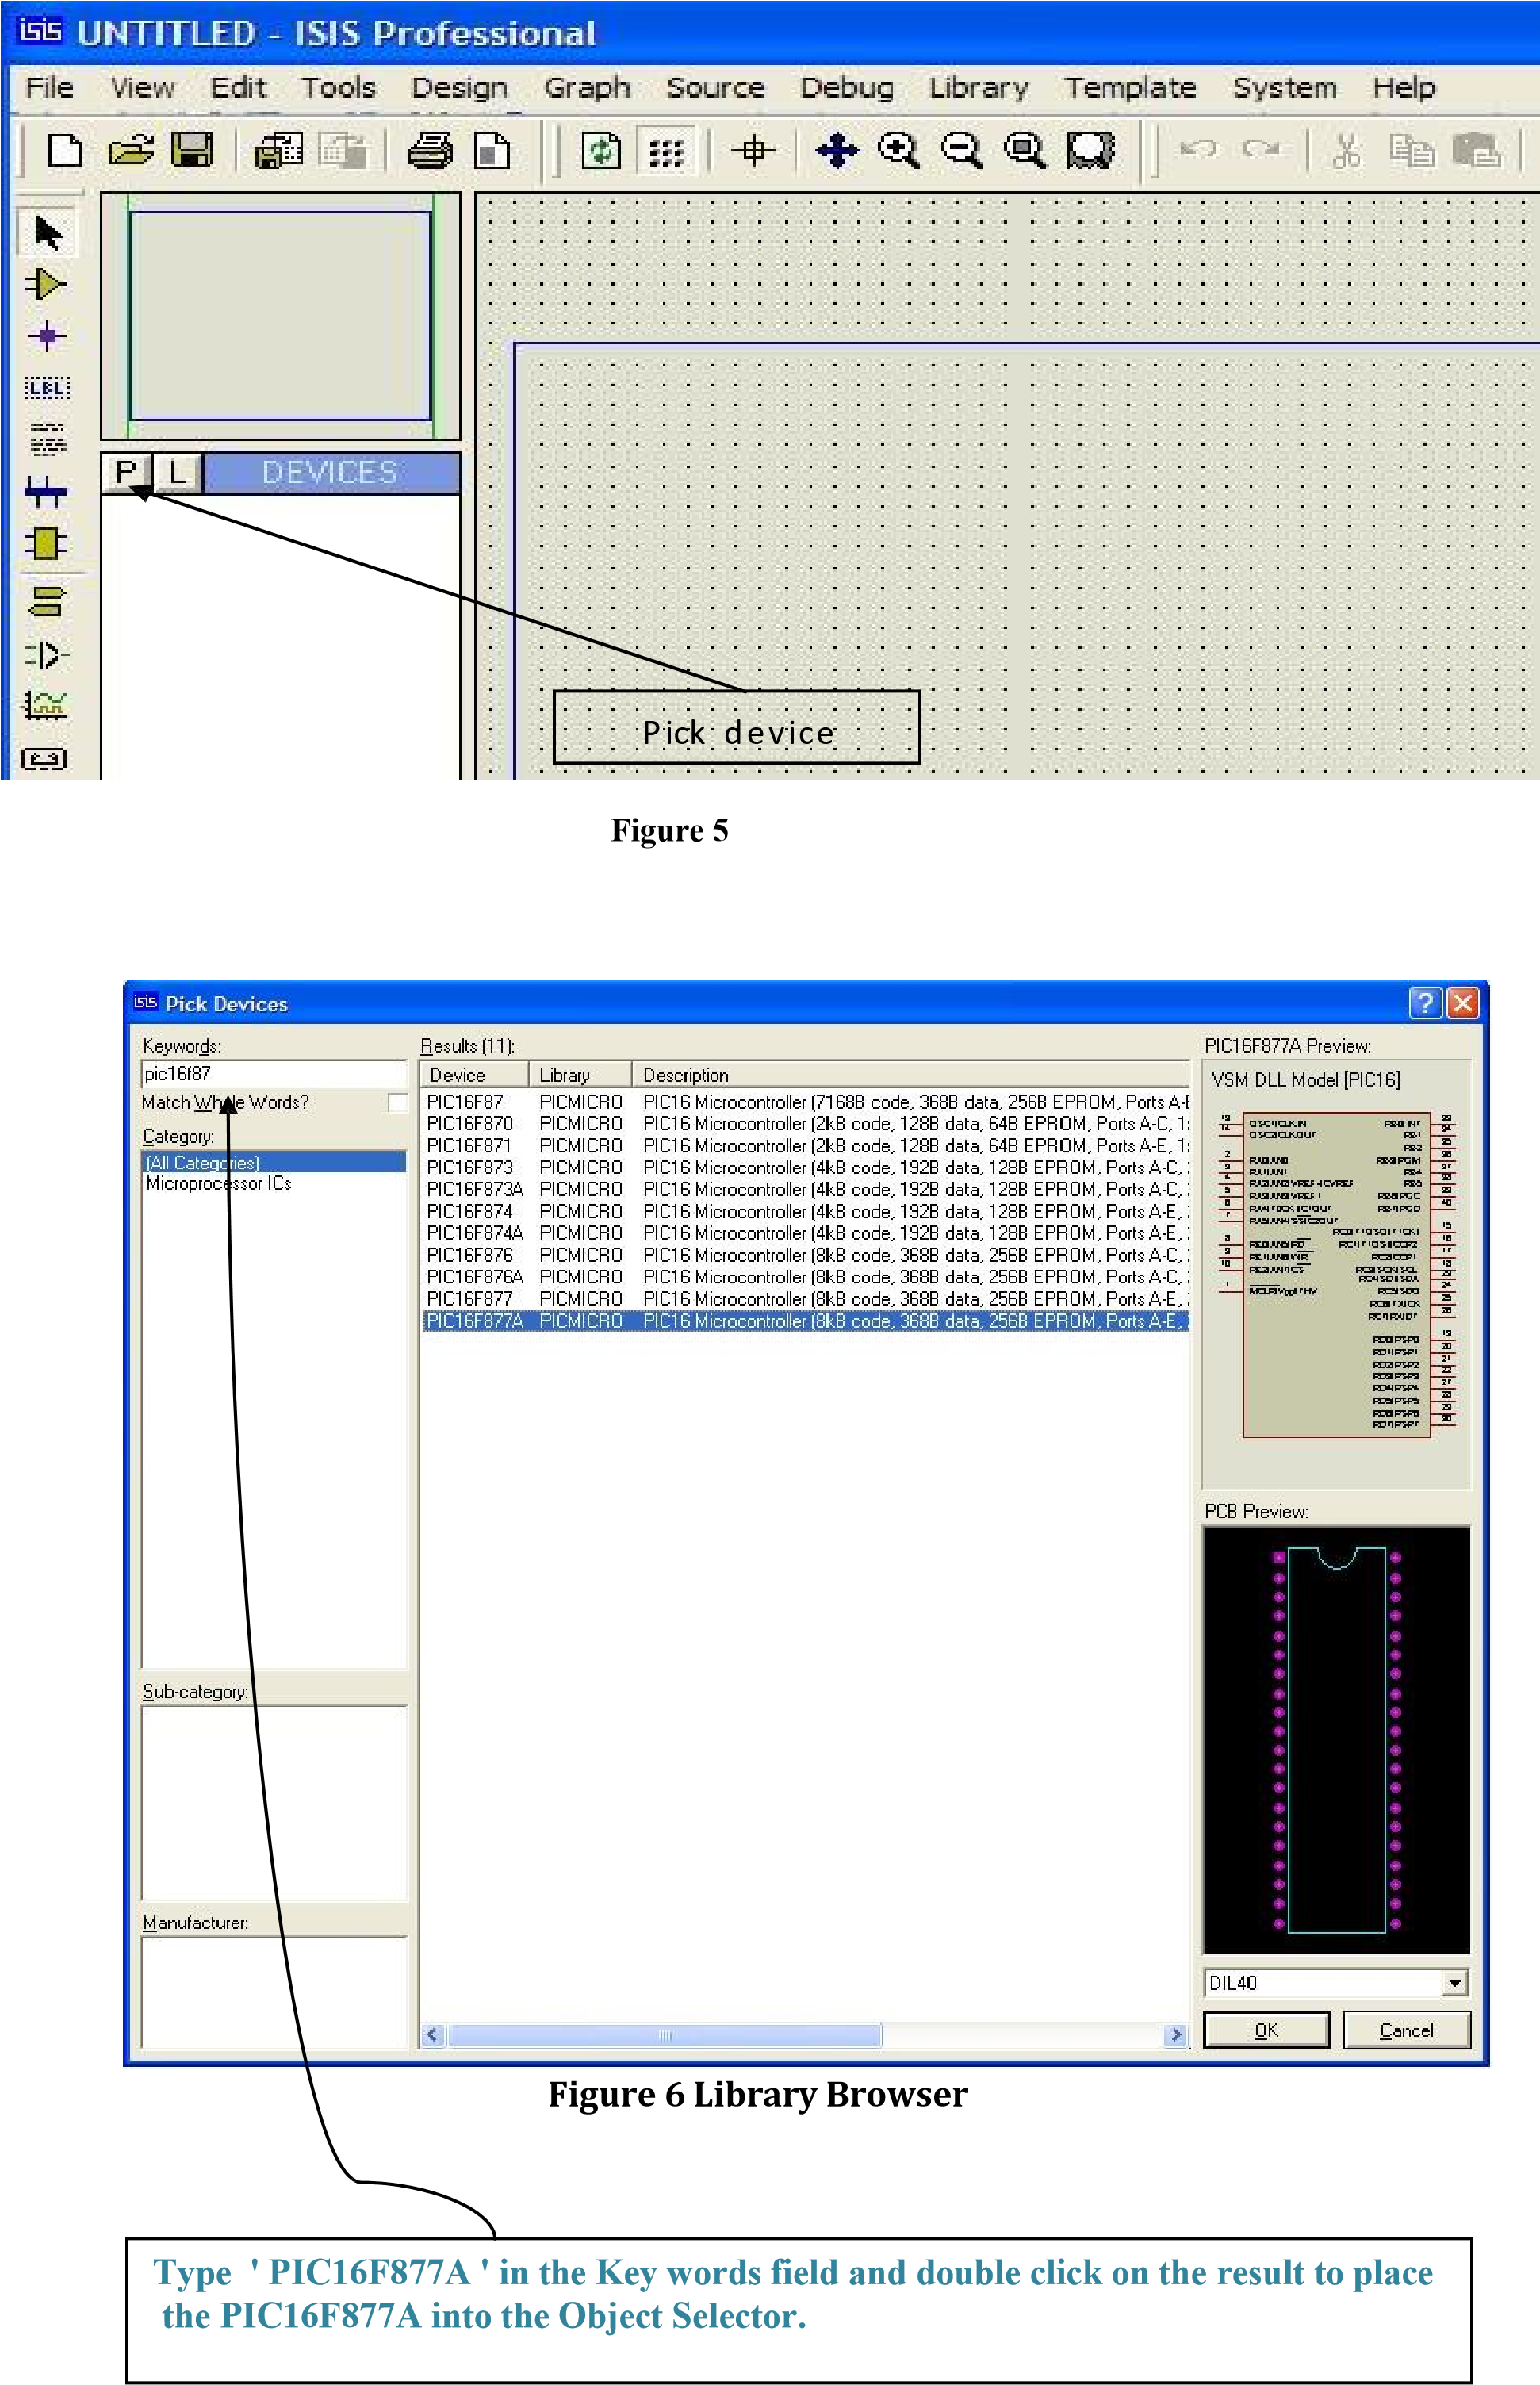 isis UNTITLED - ISIS Professional
File View Edit Tools Design Graph Source Debug Library Template System Help
LBL
P L DEVICES
Pick device
Figure 5
isis Pick Devices
Keywords:
pic16f87
Match Whole Words?
Category:
(All Categories)
Microprocessor ICs
Sub-category:
Manufacturer:
Results (11):
Device Library Description
PIC16F87 PICMICRO PIC16 Microcontroller (7168B code, 368B data, 256B EPROM, Ports A-B
PIC16F870 PICMICRO PIC16 Microcontroller (2kB code, 128B data, 64B EPROM, Ports A-C, 1:
PIC16F871 PICMICRO PIC16 Microcontroller (2kB code, 128B data, 64B EPROM, Ports A-E, 1:
PIC16F873 PICMICRO PIC16 Microcontroller (4kB code, 192B data, 128B EPROM, Ports A-C,
PIC16F873A PICMICRO PIC16 Microcontroller (4kB code, 192B data, 128B EPROM, Ports A-C,
PIC16F874 PICMICRO PIC16 Microcontroller (4kB code, 192B data, 128B EPROM, Ports A-E,
PIC16F874A PICMICRO PIC16 Microcontroller (4kB code, 192B data, 128B EPROM, Ports A-E,
PIC16F876 PICMICRO PIC16 Microcontroller (8kB code, 368B data, 256B EPROM, Ports A-C,
PIC16F876A PICMICRO PIC16 Microcontroller (8kB code, 368B data, 256B EPROM, Ports A-C,
PIC16F877 PICMICRO PIC16 Microcontroller (8kB code, 368B data, 256B EPROM, Ports A-E,
PIC16F877A PICMICRO PIC16 Microcontroller (8kB code, 368B data, 256B EPROM, Ports A-E,
PIC16F877A Preview:
VSM DLL Model [PIC16]
PCB Preview:
DIL40
OK Cancel
Figure 6 Library Browser
Type ' PIC16F877A ' in the Key words field and double click on the result to place
the PIC16F877A into the Object Selector.